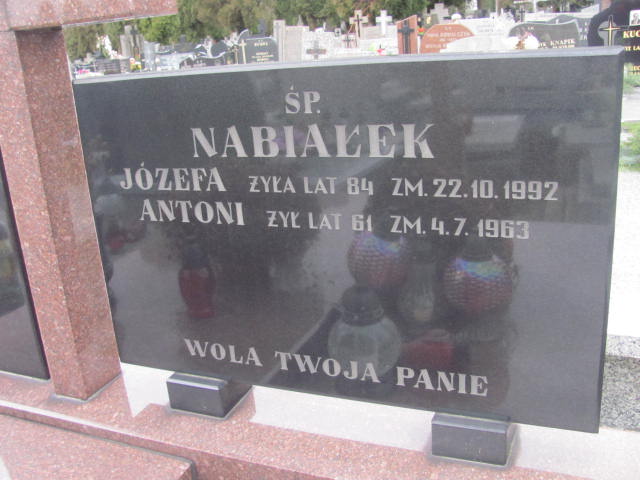 ŚP.
NABIAŁEK
JÓZEFA ŻYŁA LAT 84 ZM. 22.10.1992
ANTONI ŻYŁ LAT 61 ZM. 4.7.1963
WOLA TWOJA PANIE
KNAPIK